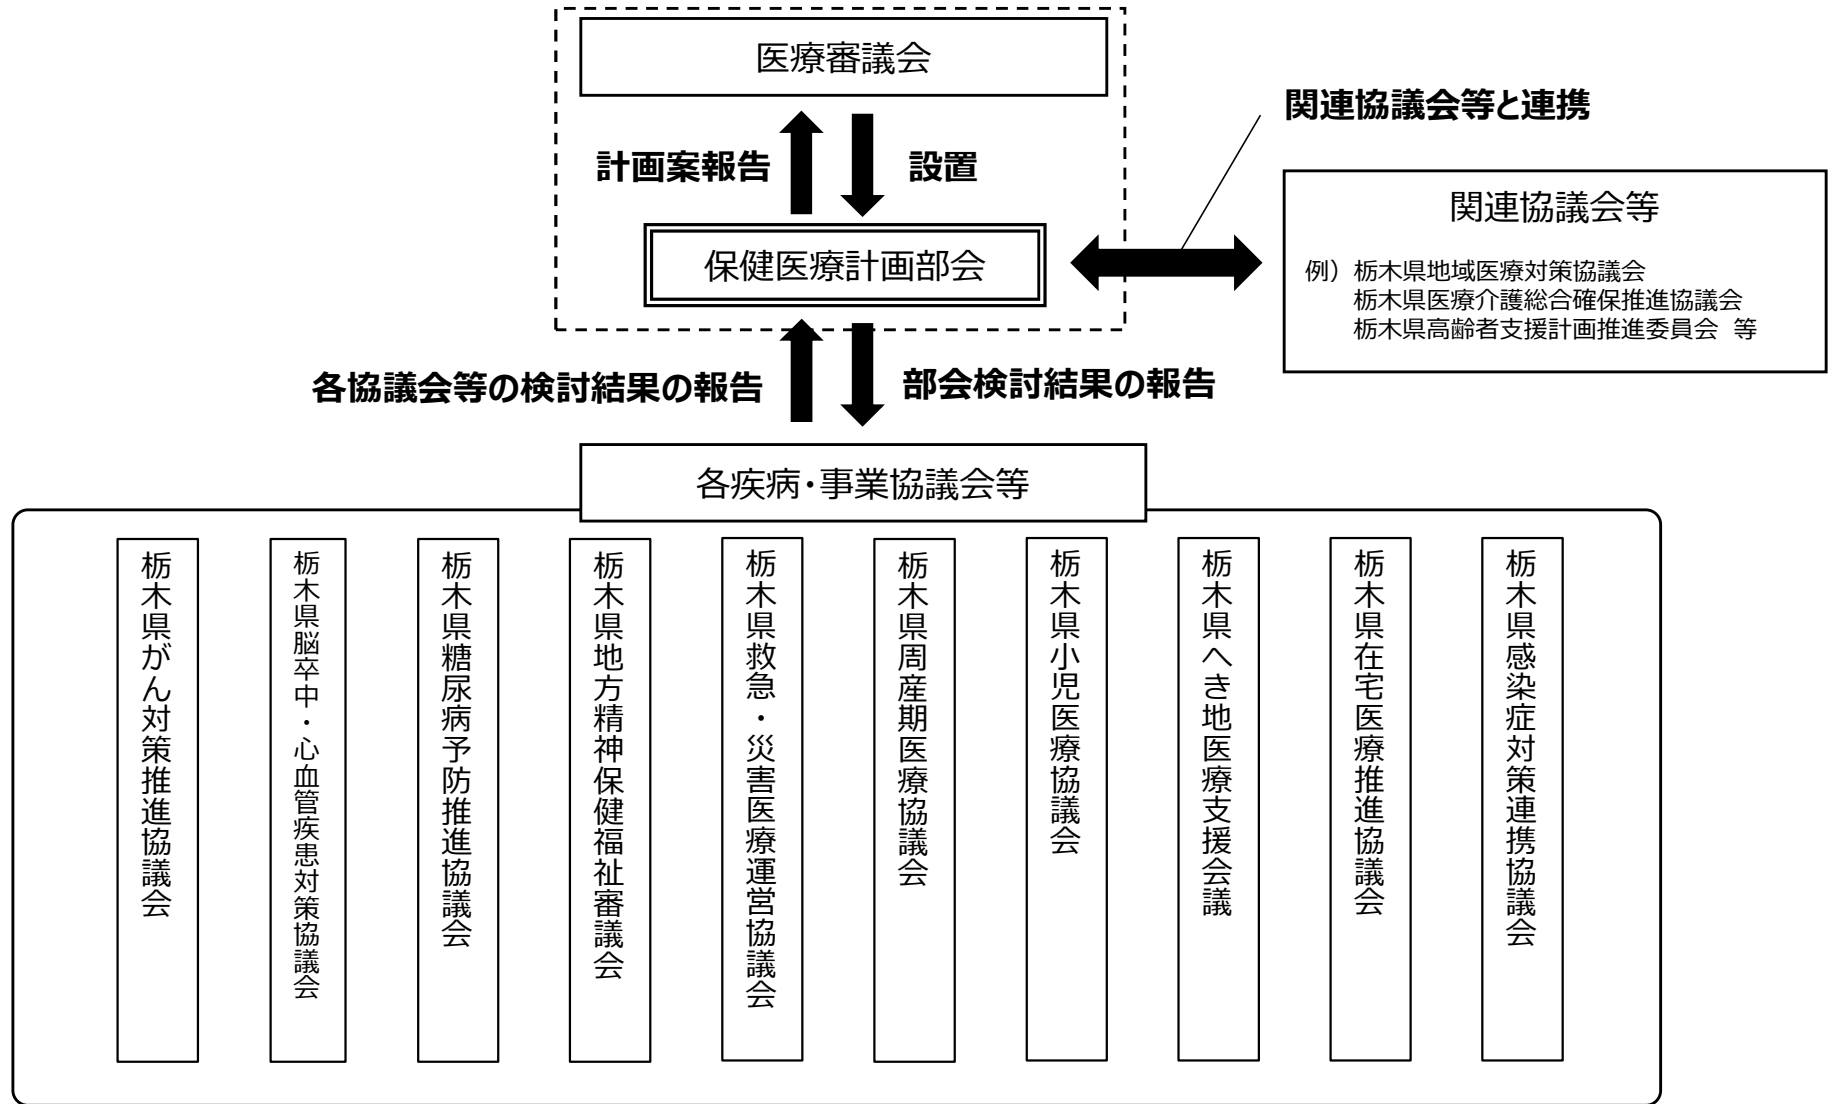 医療審議会
関連協議会等と連携
計画案報告
設置
関連協議会等
保健医療計画部会
例）栃木県地域医療対策協議会
栃木県医療介護総合確保推進協議会
栃木県高齢者支援計画推進委員会 等
各協議会等の検討結果の報告
部会検討結果の報告
各疾病・事業協議会等
栃木県がん対策推進協議会
栃木県脳卒中・心血管疾患対策協議会
栃木県糖尿病予防推進協議会
栃木県地方精神保健福祉審議会
栃木県救急・災害医療運営協議会
栃木県周産期医療協議会
栃木県小児医療協議会
栃木県へき地医療支援会議
栃木県在宅医療推進協議会
栃木県感染症対策連携協議会